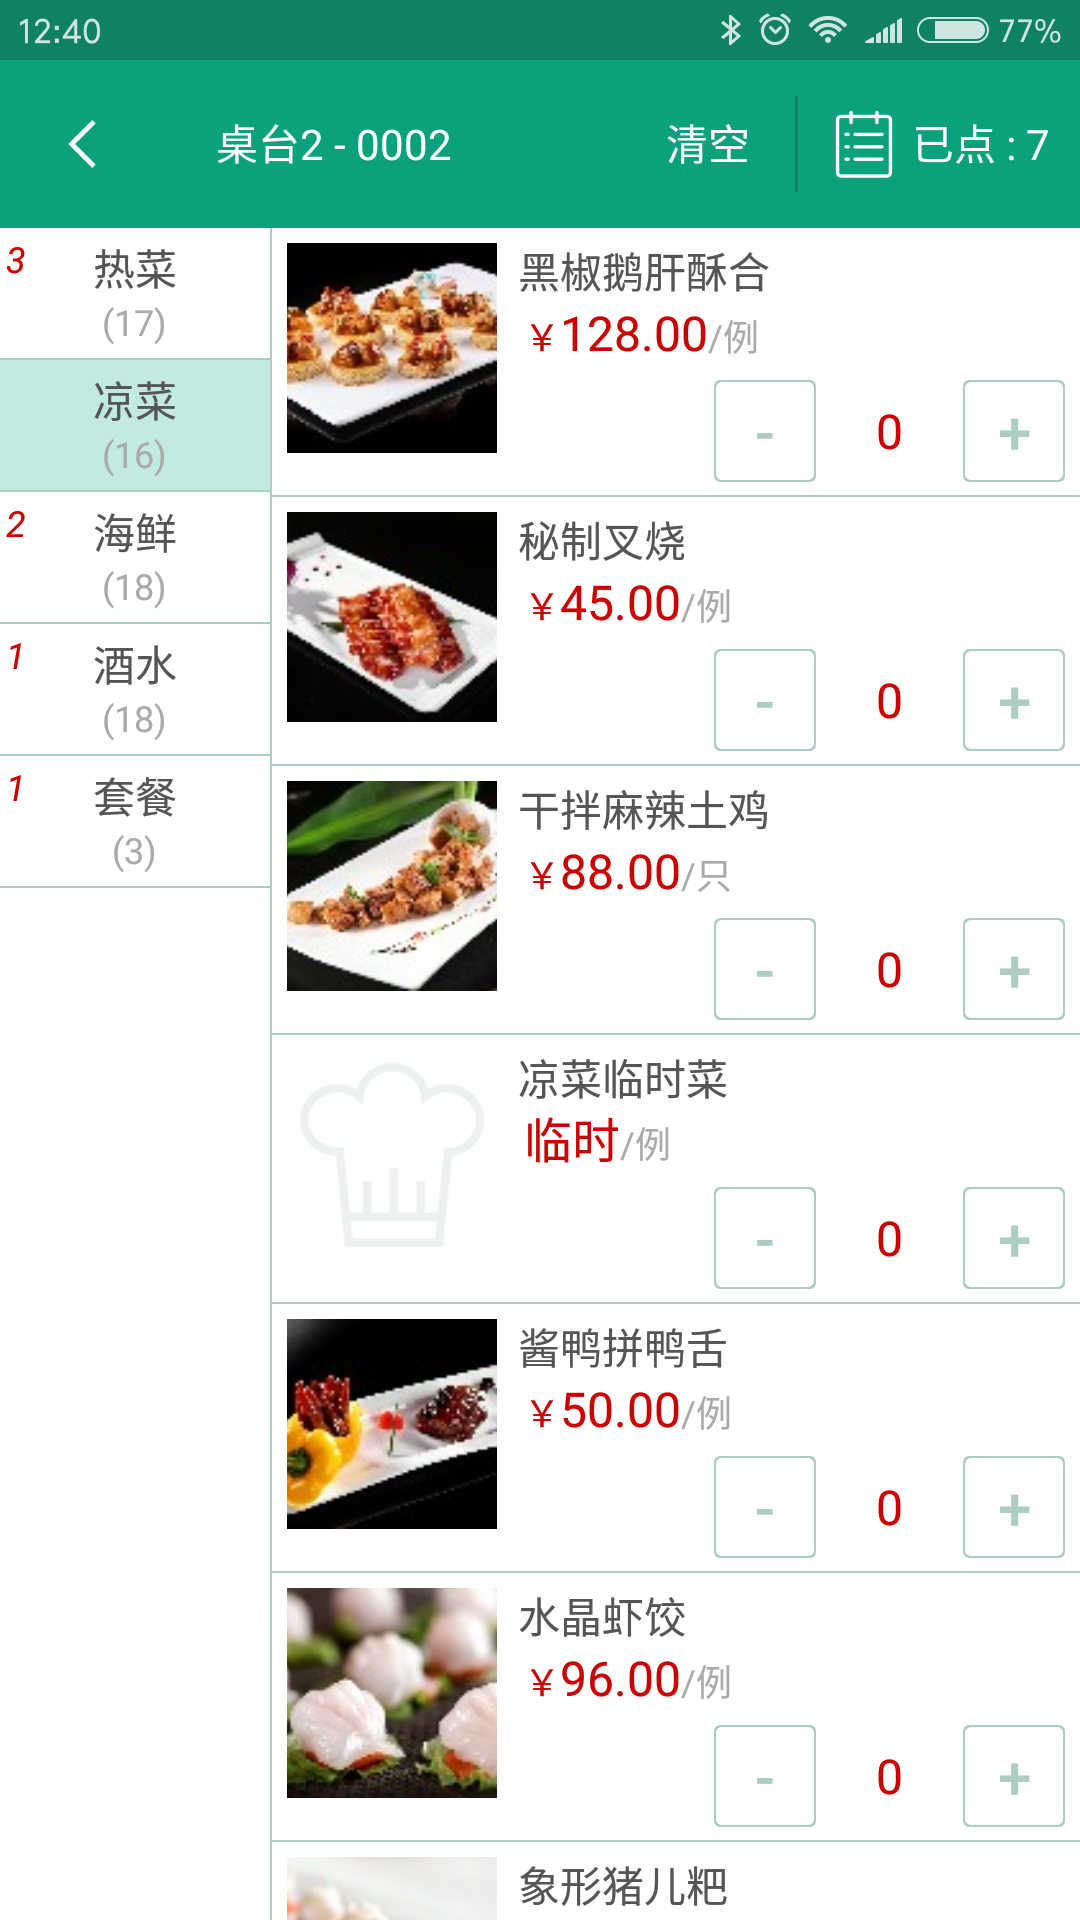 12:40 77%
桌台2 - 0002 清空 已点 : 7
3 热菜
(17)
凉菜
(16)
2 海鲜
(18)
1 酒水
(18)
1 套餐
(3)
黑椒鹅肝酥合
¥128.00/例
- 0 +
秘制叉烧
¥45.00/例
- 0 +
干拌麻辣土鸡
¥88.00/只
- 0 +
凉菜临时菜
临时/例
- 0 +
酱鸭拼鸭舌
¥50.00/例
- 0 +
水晶虾饺
¥96.00/例
- 0 +
象形猪儿粑